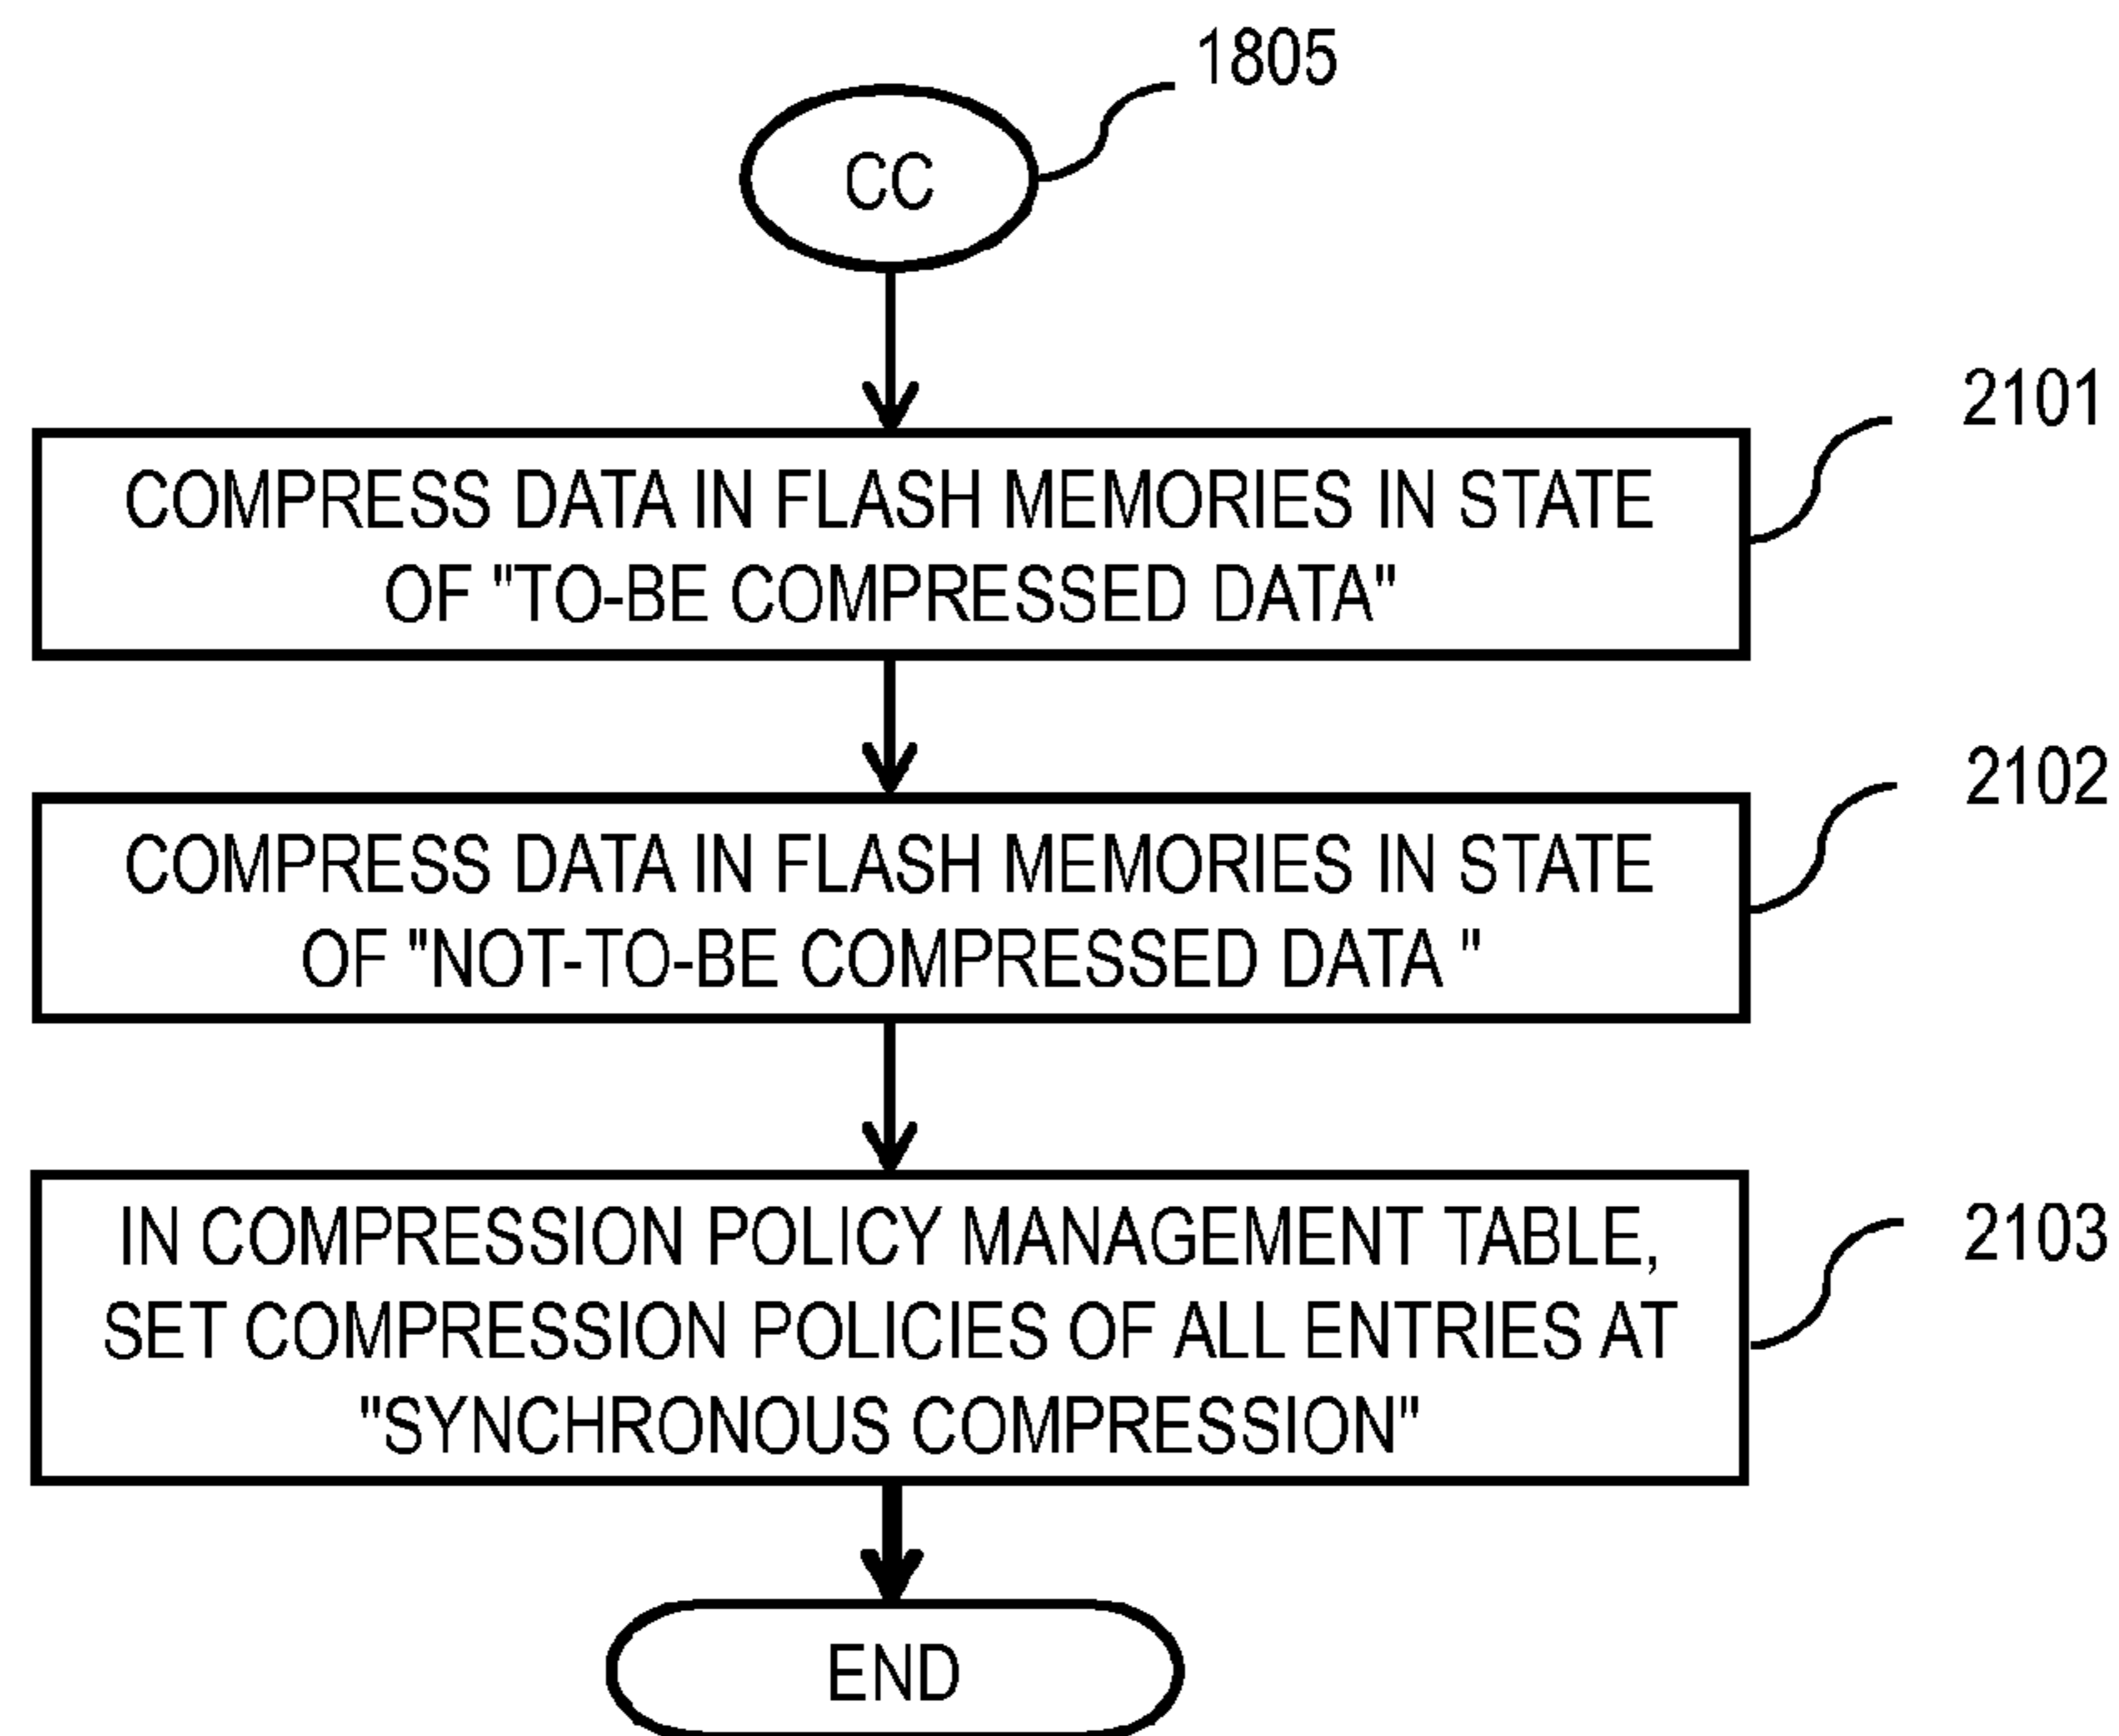 1805
CC
2101
COMPRESS DATA IN FLASH MEMORIES IN STATE
OF "TO-BE COMPRESSED DATA"
2102
COMPRESS DATA IN FLASH MEMORIES IN STATE
OF "NOT-TO-BE COMPRESSED DATA "
2103
IN COMPRESSION POLICY MANAGEMENT TABLE,
SET COMPRESSION POLICIES OF ALL ENTRIES AT
"SYNCHRONOUS COMPRESSION"
END